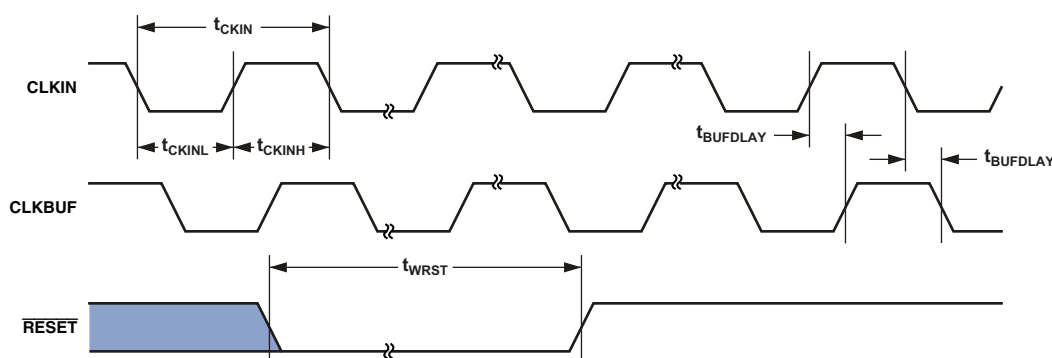 tCKIN
CLKIN
tCKINL
tCKINH
tBUFDLAY
tBUFDLAY
CLKBUF
tWRST
RESET